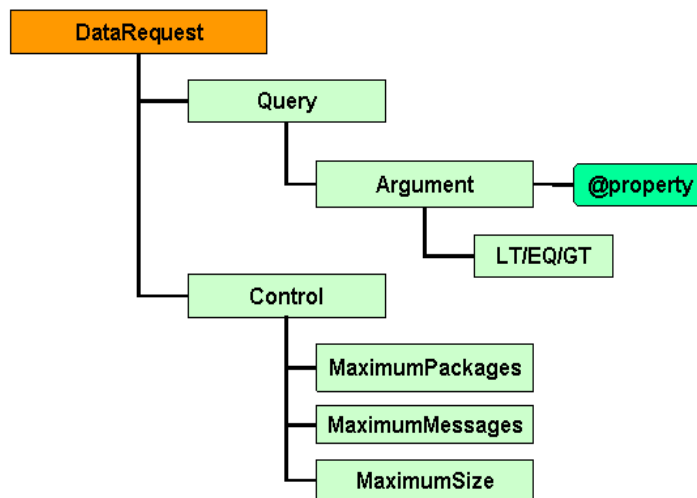 DataRequest
Query
Argument
@property
LT/EQ/GT
Control
MaximumPackages
MaximumMessages
MaximumSize